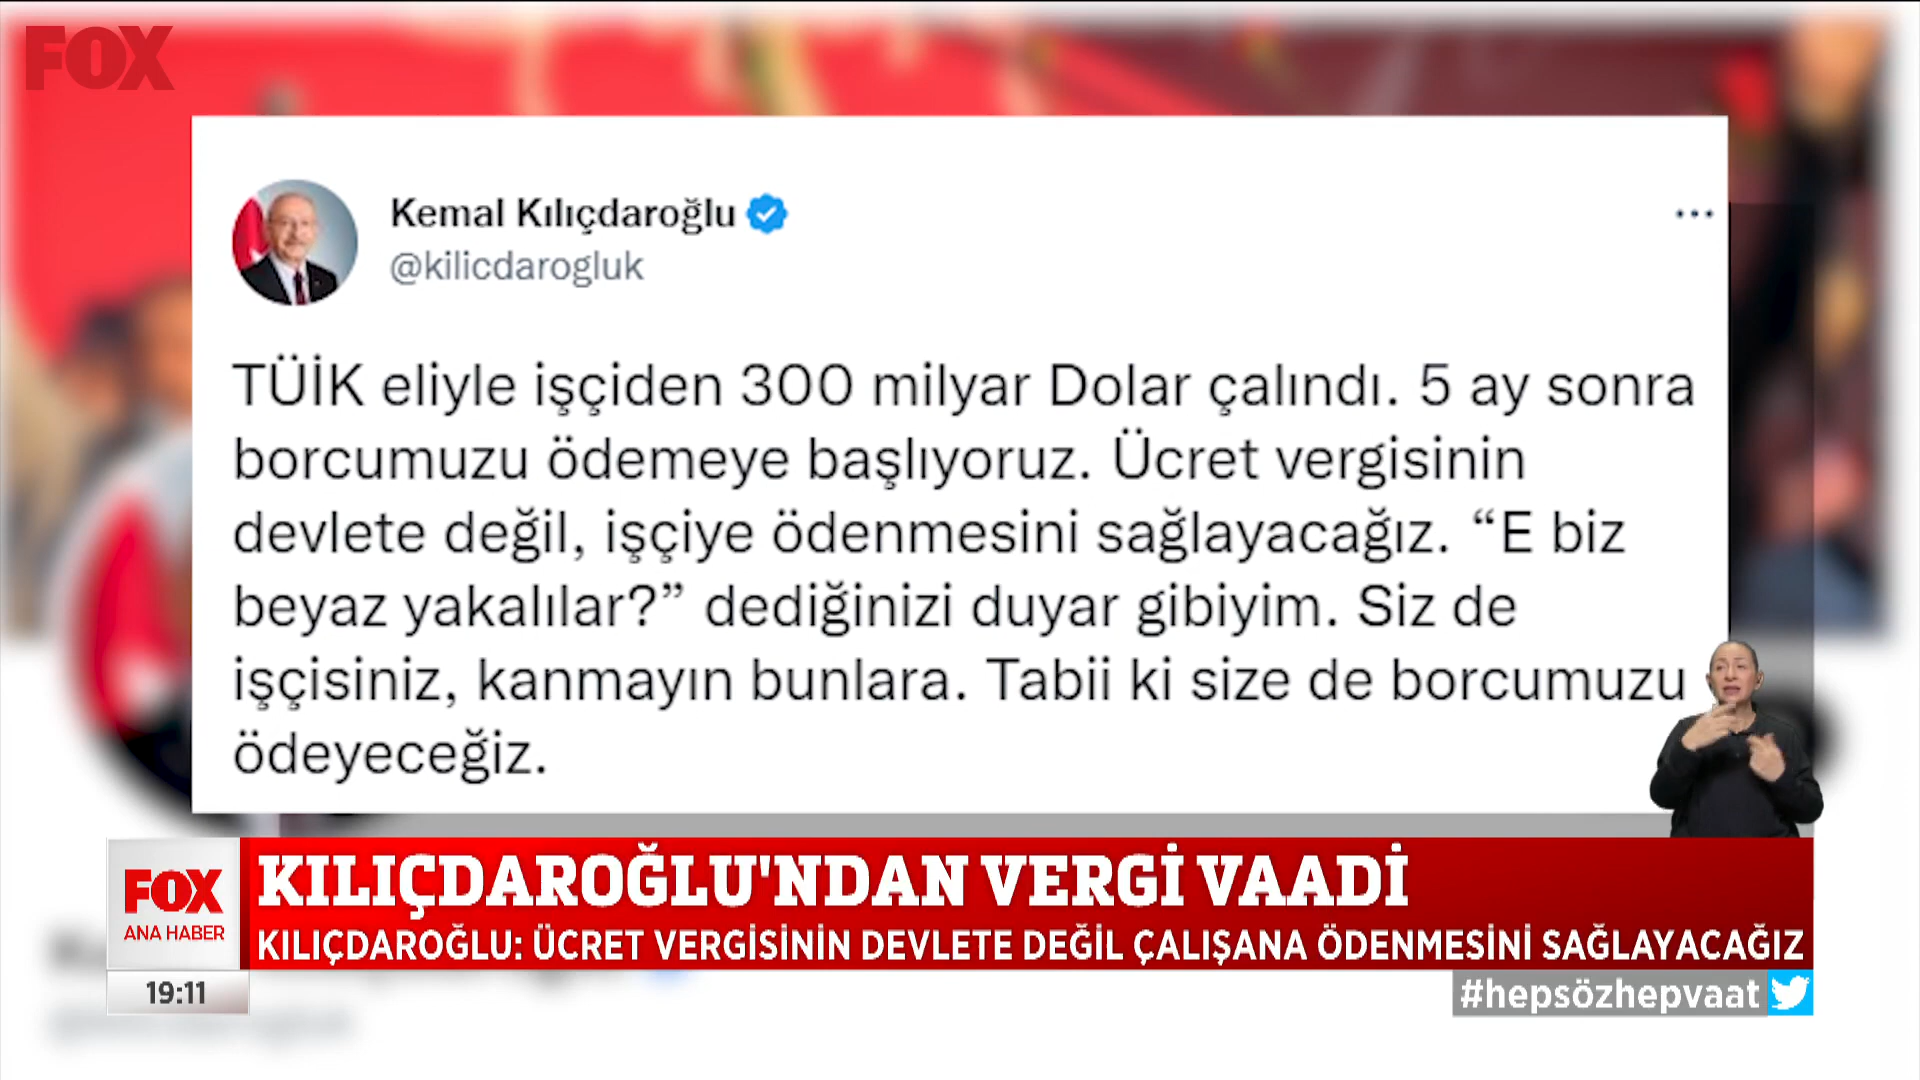 FOX
Kemal Kılıçdaroğlu
@kilicdarogluk
TÜİK eliyle işçiden 300 milyar Dolar çalındı. 5 ay sonra
borcumuzu ödemeye başlıyoruz. Ücret vergisinin
devlete değil, işçiye ödenmesini sağlayacağız. “E biz
beyaz yakalılar?” dediğinizi duyar gibiyim. Siz de
işçisiniz, kanmayın bunlara. Tabii ki size de borcumuzu
ödeyeceğiz.
FOX
ANA HABER
KILIÇDAROĞLU'NDAN VERGİ VAADİ
KILIÇDAROĞLU: ÜCRET VERGİSİNİN DEVLETE DEĞİL ÇALIŞANA ÖDENMESİNİ SAĞLAYACAĞIZ
19:11
#hepsözhepvaat